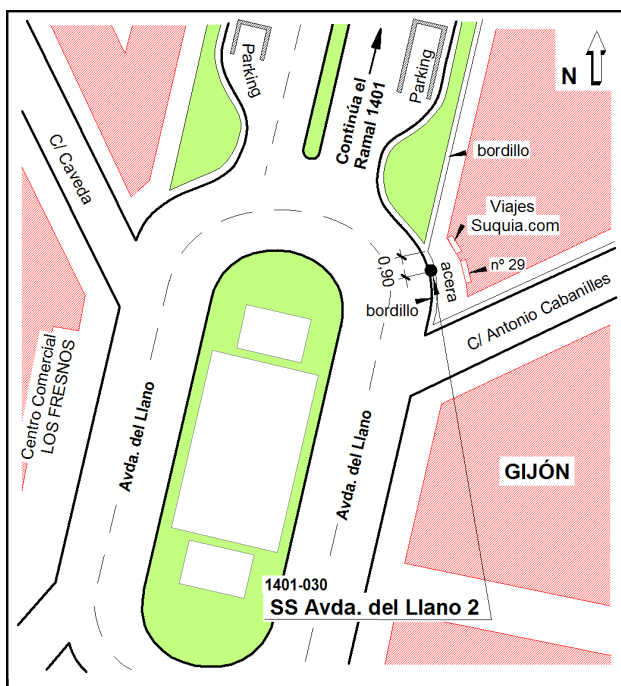 Parking
Continúa el
Ramal 1401
Parking
N
C/ Caveda
bordillo
Viajes
Suquia.com
nº 29
0,90
acera
bordillo
C/ Antonio Cabanilles
Centro Comercial
LOS FRESNOS
Avda. del Llano
Avda. del Llano
GIJÓN
1401-030
SS Avda. del Llano 2